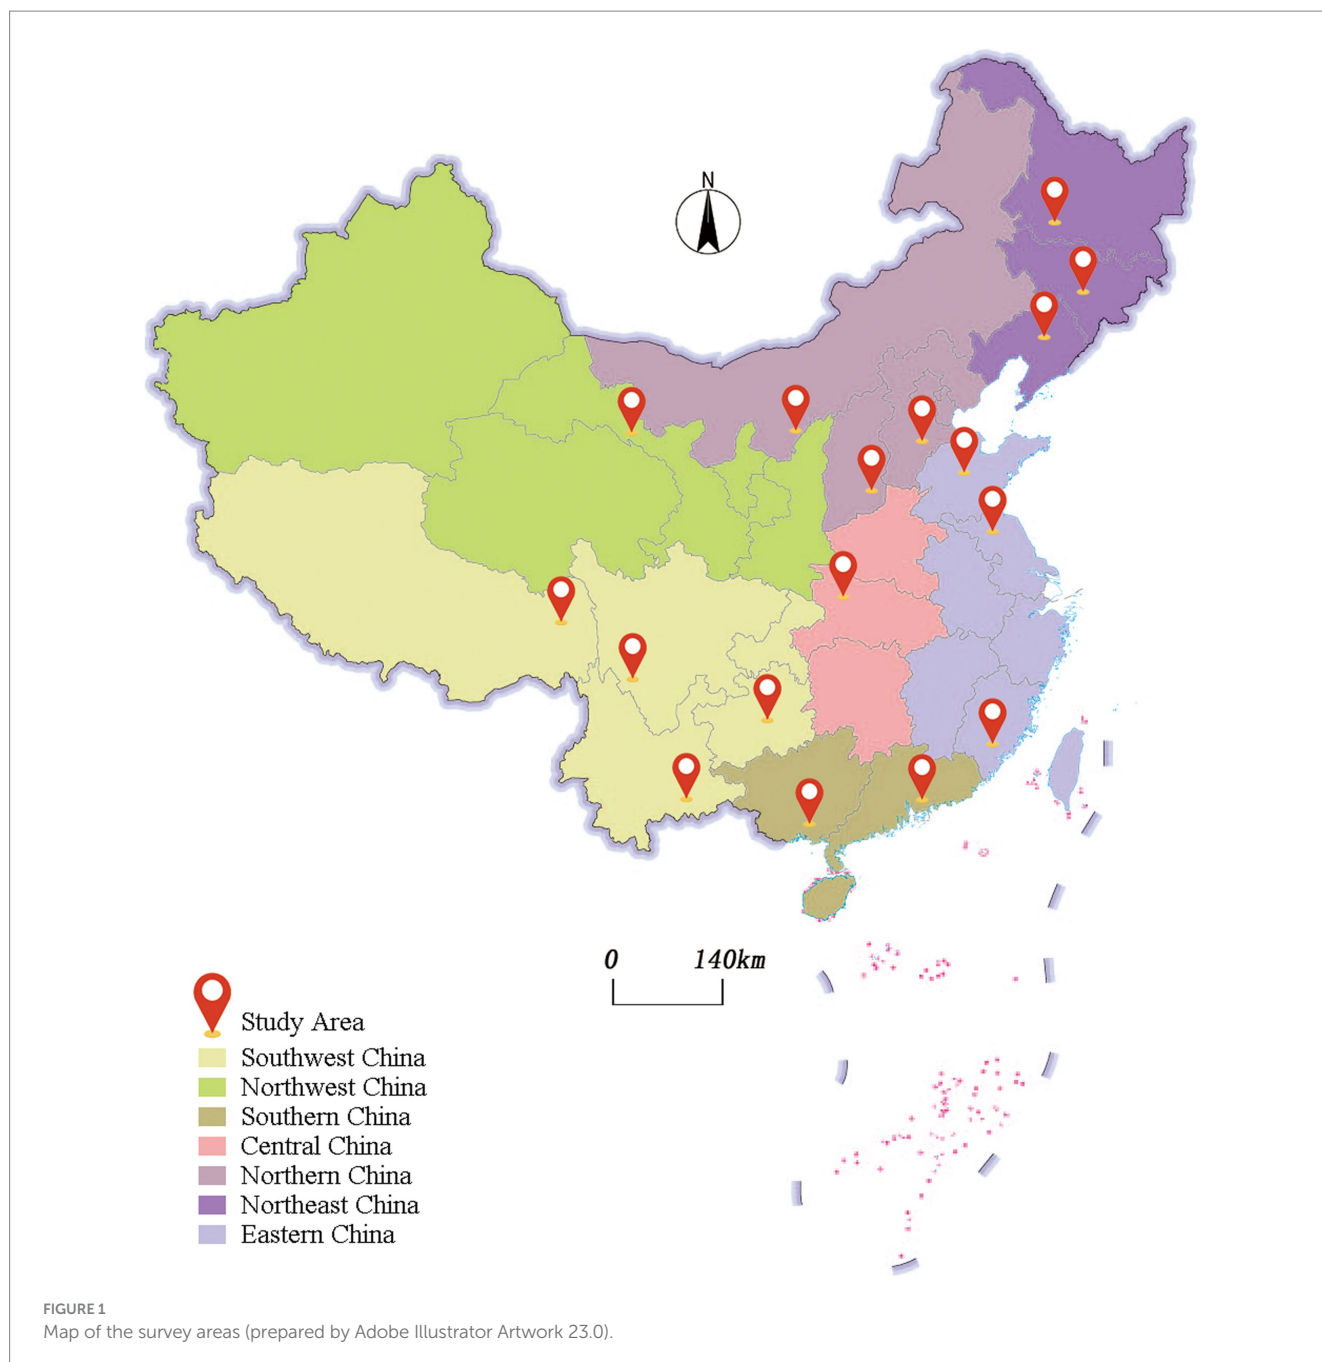 N
0 140km
Study Area
Southwest China
Northwest China
Southern China
Central China
Northern China
Northeast China
Eastern China
FIGURE 1
Map of the survey areas (prepared by Adobe Illustrator Artwork 23.0).